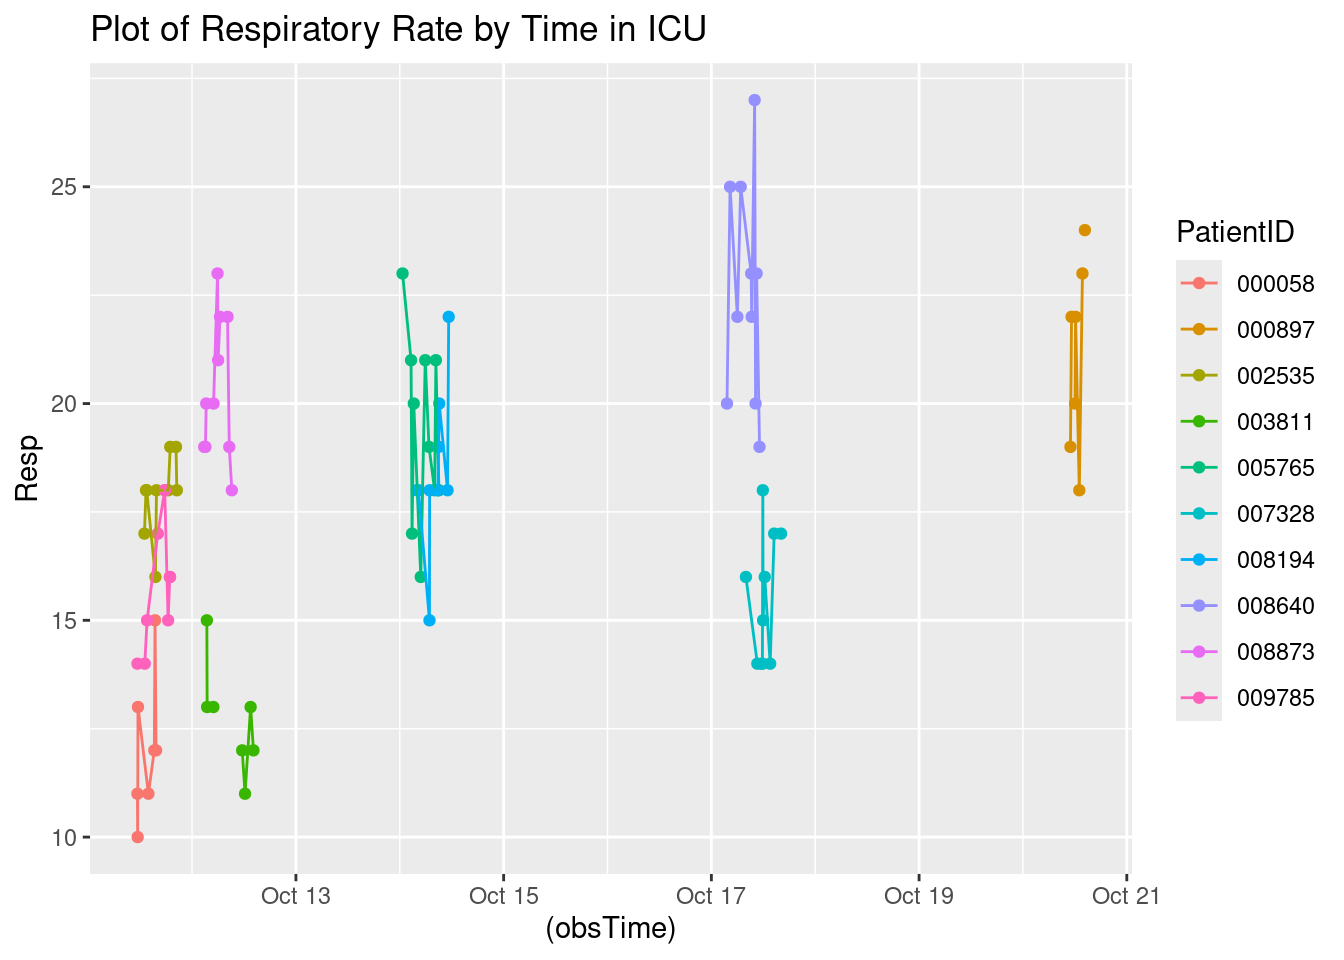 Plot of Respiratory Rate by Time in ICU
25
20
15
10
Resp
Oct 13 Oct 15 Oct 17 Oct 19 Oct 21
(obsTime)
PatientID
000058
000897
002535
003811
005765
007328
008194
008640
008873
009785